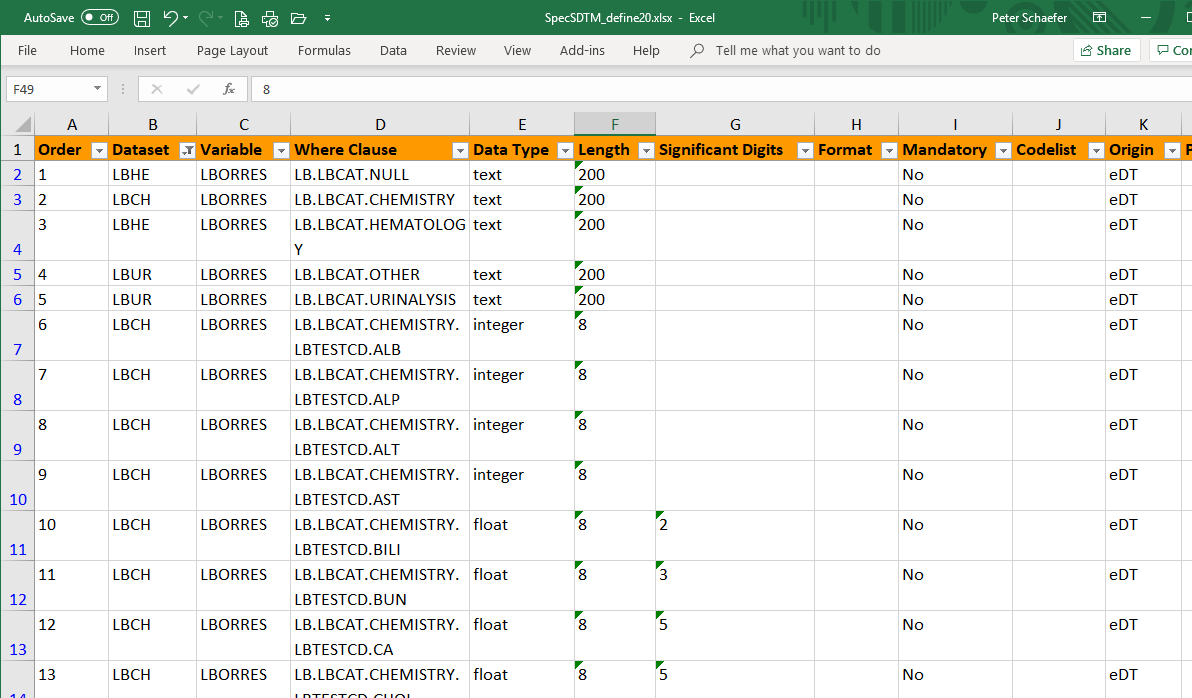 AutoSave Off SpecSDTM_define20.xlsx - Excel Peter Schaefer
File Home Insert Page Layout Formulas Data Review View Add-ins Help Tell me what you want to do Share
F49 fx 8
A B C D E F G H I J K
1 Order Dataset Variable Where Clause Data Type Length Significant Digits Format Mandatory Codelist Origin
2 1 LBHE LBORRES LB.LBCAT.NULL text 200 No eDT
3 2 LBCH LBORRES LB.LBCAT.CHEMISTRY text 200 No eDT
3 LBHE LBORRES LB.LBCAT.HEMATOLOG text 200 No eDT
4 Y
5 4 LBUR LBORRES LB.LBCAT.OTHER text 200 No eDT
6 5 LBUR LBORRES LB.LBCAT.URINALYSIS text 200 No eDT
6 LBCH LBORRES LB.LBCAT.CHEMISTRY. integer 8 No eDT
7 LBTESTCD.ALB
7 LBCH LBORRES LB.LBCAT.CHEMISTRY. integer 8 No eDT
8 LBTESTCD.ALP
8 LBCH LBORRES LB.LBCAT.CHEMISTRY. integer 8 No eDT
9 LBTESTCD.ALT
9 LBCH LBORRES LB.LBCAT.CHEMISTRY. integer 8 No eDT
10 LBTESTCD.AST
10 LBCH LBORRES LB.LBCAT.CHEMISTRY. float 8 2 No eDT
11 LBTESTCD.BILI
11 LBCH LBORRES LB.LBCAT.CHEMISTRY. float 8 3 No eDT
12 LBTESTCD.BUN
12 LBCH LBORRES LB.LBCAT.CHEMISTRY. float 8 5 No eDT
13 LBTESTCD.CA
13 LBCH LBORRES LB.LBCAT.CHEMISTRY. float 8 5 No eDT